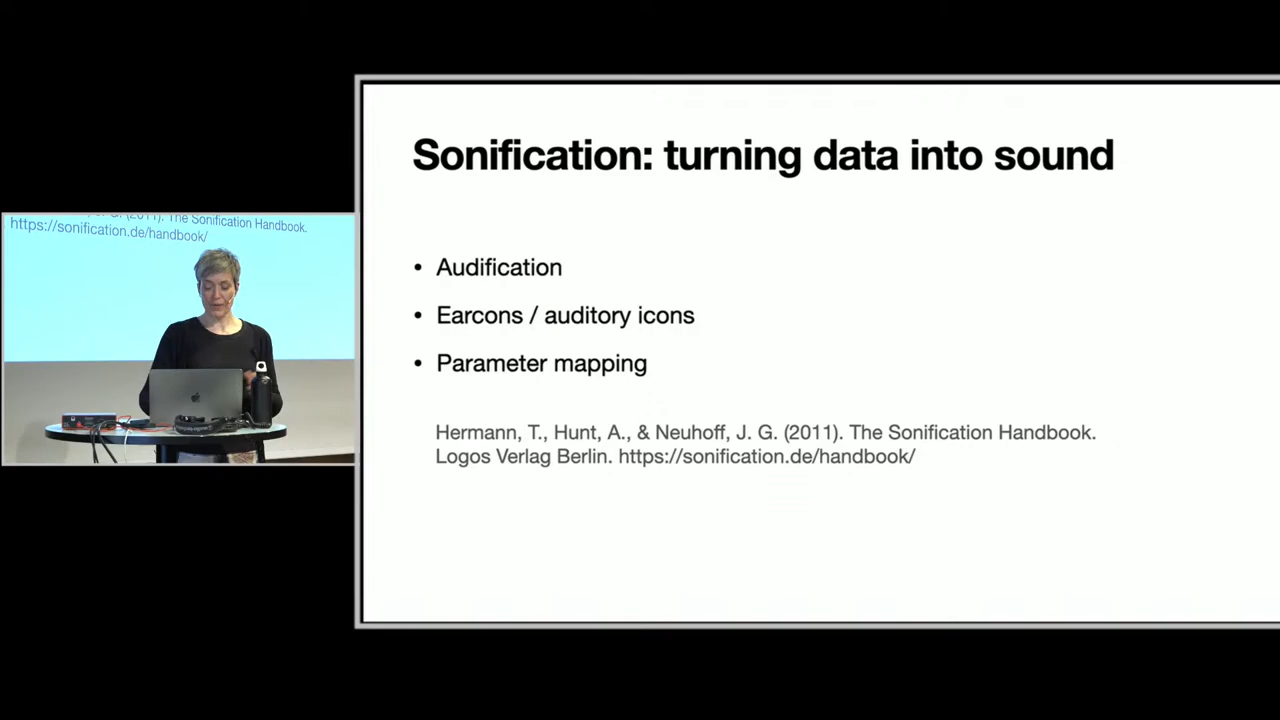 Sonification: turning data into sound
• Audification
• Earcons / auditory icons
• Parameter mapping
Hermann, T., Hunt, A., & Neuhoff, J. G. (2011). The Sonification Handbook.
Logos Verlag Berlin. https://sonification.de/handbook/
G. (2011). The Sonification Handbook.
https://sonification.de/handbook/